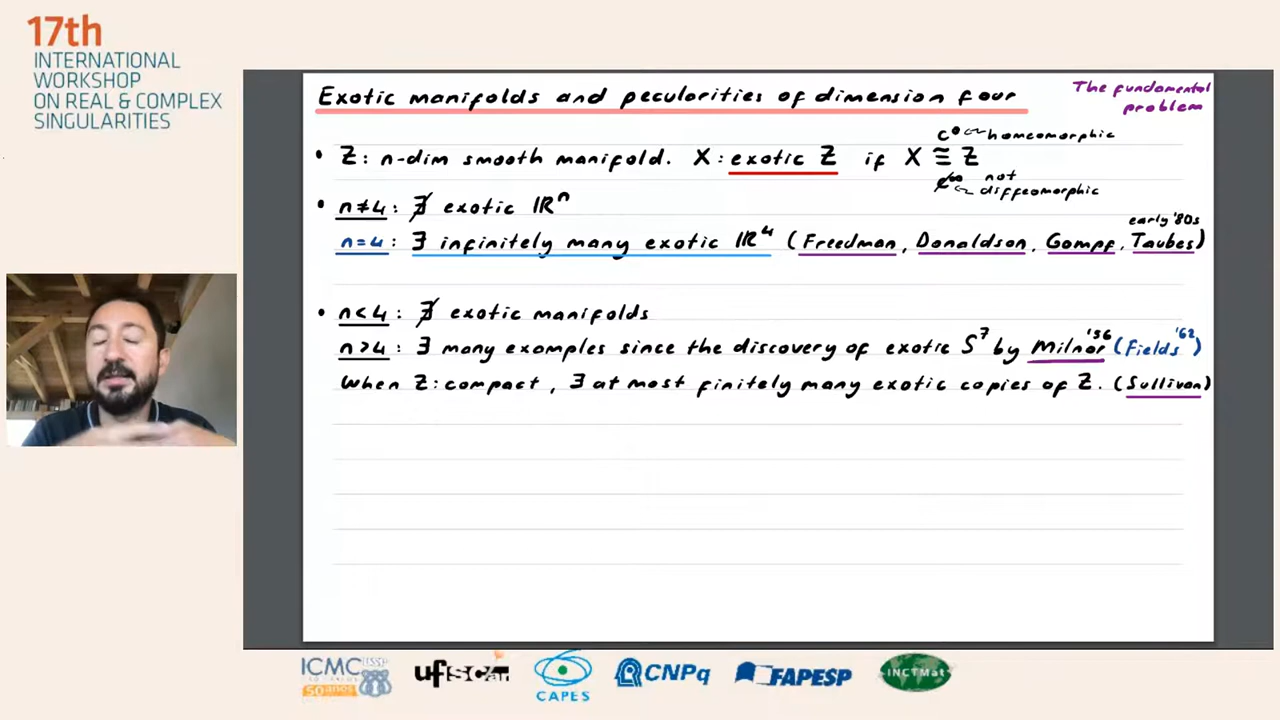 17th
INTERNATIONAL
WORKSHOP
ON REAL & COMPLEX
SINGULARITIES
Exotic manifolds and peculorities of dimension four
The fundamental
problem
C⁰ homeomorphic
• Z: n-dim smooth manifold. X: exotic Z if X ≅ Z
C^∞ not
diffeomorphic
• n≠4: ∄ exotic ℝⁿ
early '80s
n=4: ∃ infinitely many exotic ℝ⁴ (Freedman, Donaldson, Gompf, Taubes)
• n<4: ∄ exotic manifolds
n>4: ∃ many examples since the discovery of exotic S⁷ by Milnor '56 (Fields '62)
When Z: compact, ∃ at most finitely many exotic copies of Z. (Sullivan)
ICMC
50 anos
ufscar
CAPES
CNPq
FAPESP
INCTMat